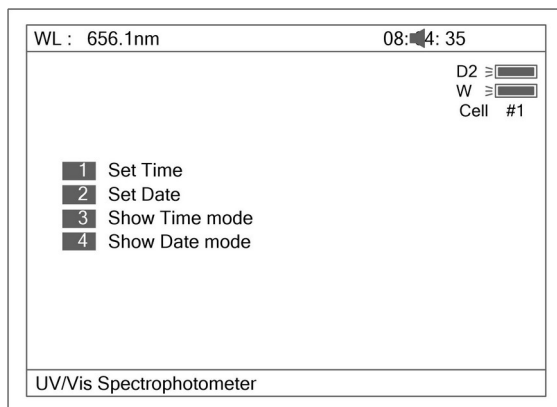 WL : 656.1nm 08: 4: 35
D2
W
Cell #1
1 Set Time
2 Set Date
3 Show Time mode
4 Show Date mode
UV/Vis Spectrophotometer